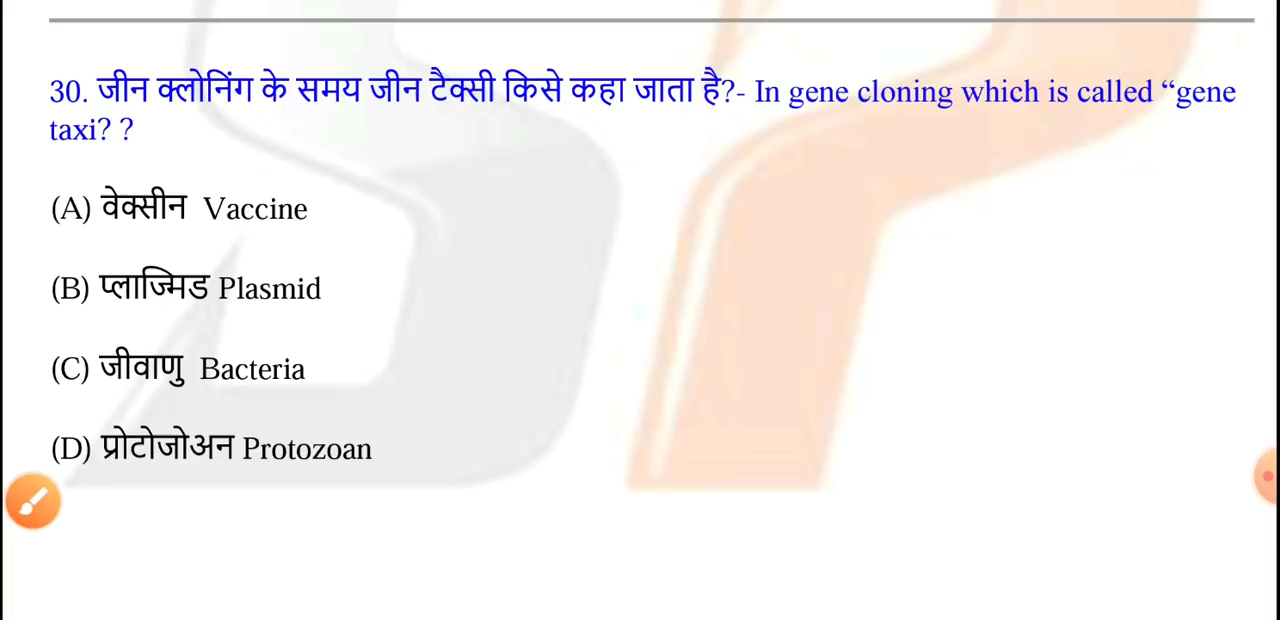 30. जीन क्लोनिंग के समय जीन टैक्सी किसे कहा जाता है?- In gene cloning which is called “gene
taxi? ?
(A) वेक्सीन Vaccine
(B) प्लाज्मिड Plasmid
(C) जीवाणु Bacteria
(D) प्रोटोजोअन Protozoan